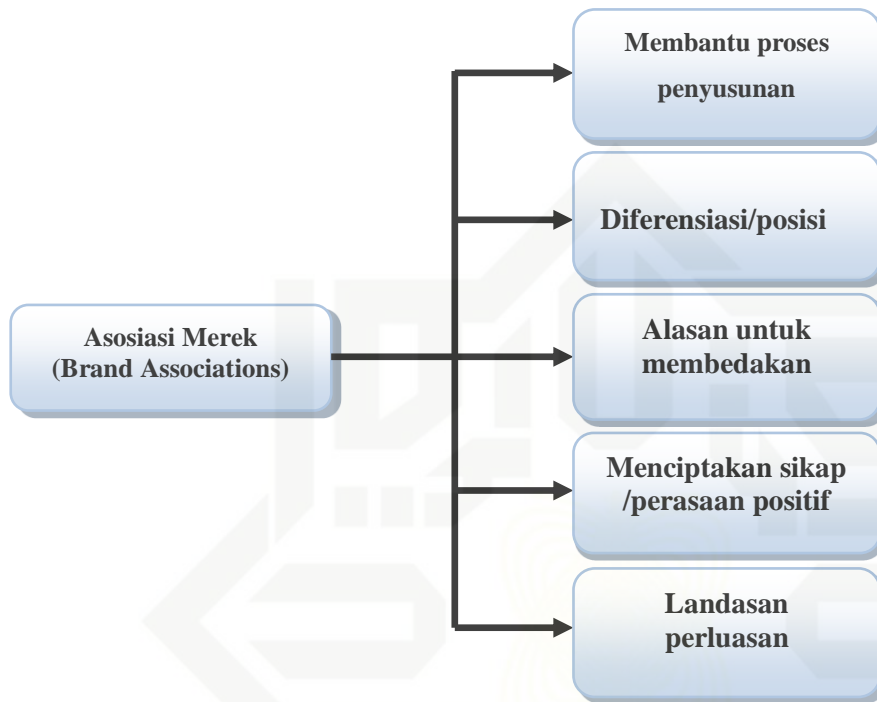 Membantu proses
penyusunan
Diferensiasi/posisi
Asosiasi Merek
(Brand Associations)
Alasan untuk
membedakan
Menciptakan sikap
/perasaan positif
Landasan
perluasan